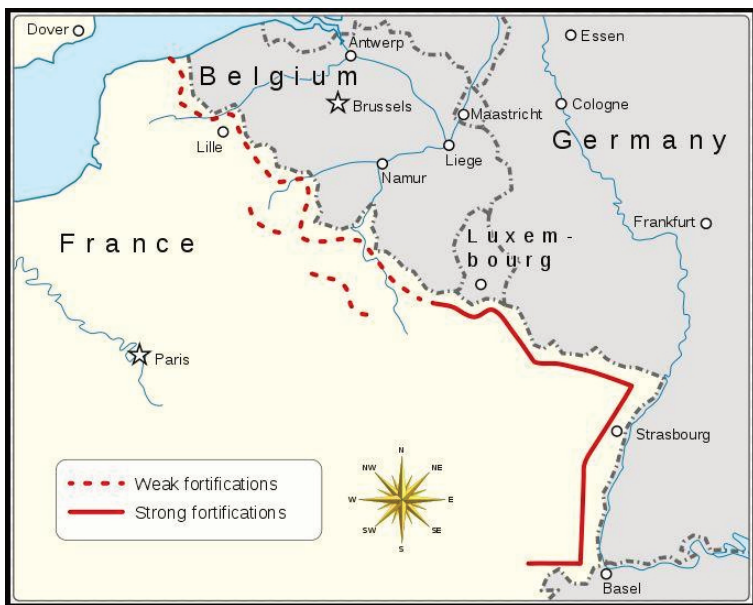 Dover
Antwerp
Essen
Belgium
Brussels
Cologne
Maastricht
Germany
Lille
Liege
Namur
Frankfurt
France
Luxem-
bourg
Paris
Strasbourg
Weak fortifications
Strong fortifications
N
NW
NE
W
E
SW
SE
S
Basel